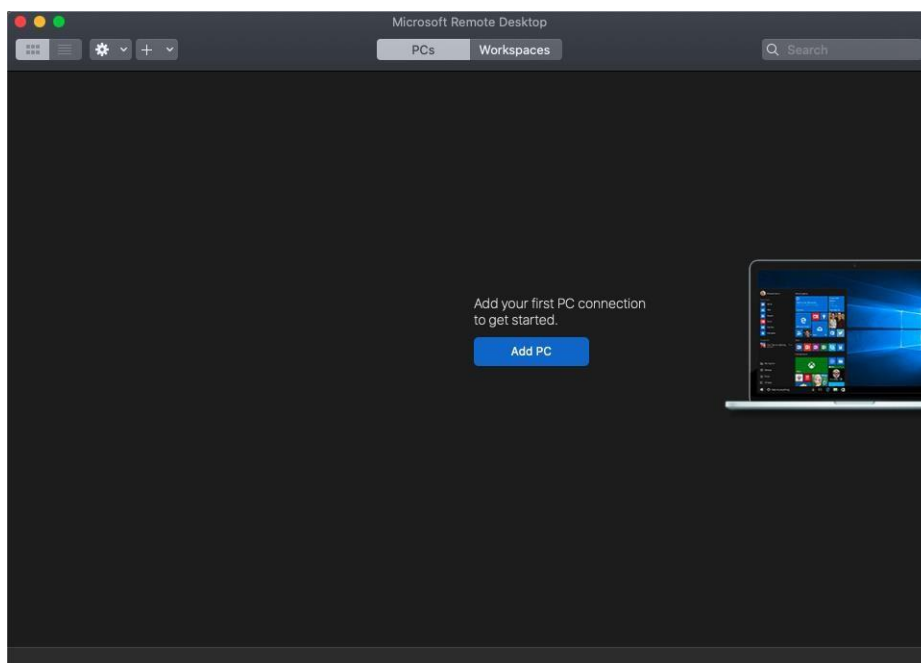 Microsoft Remote Desktop
PCs
Workspaces
Search
Add your first PC connection
to get started.
Add PC